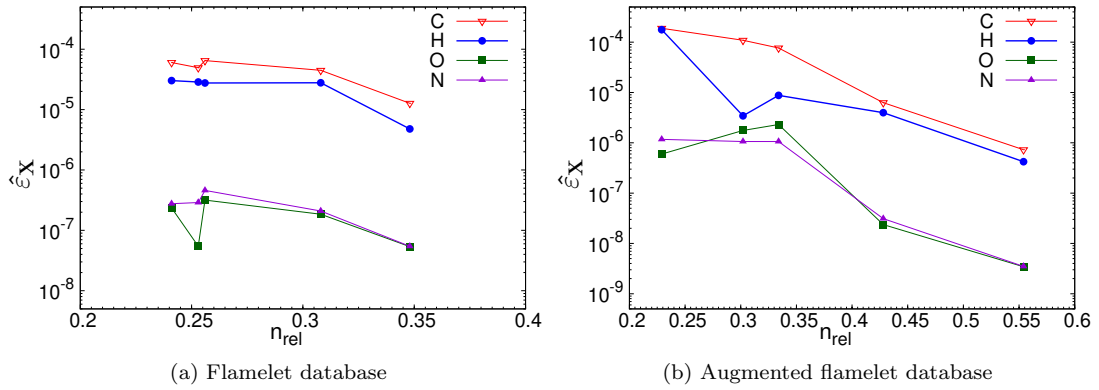 C
H
O
N
10⁻⁴
10⁻⁵
10⁻⁶
10⁻⁷
10⁻⁸
ε̂_X
0.2 0.25 0.3 0.35 0.4
n_rel
(a) Flamelet database
C
H
O
N
10⁻⁴
10⁻⁵
10⁻⁶
10⁻⁷
10⁻⁸
10⁻⁹
ε̂_X
0.2 0.25 0.3 0.35 0.4 0.45 0.5 0.55 0.6
n_rel
(b) Augmented flamelet database